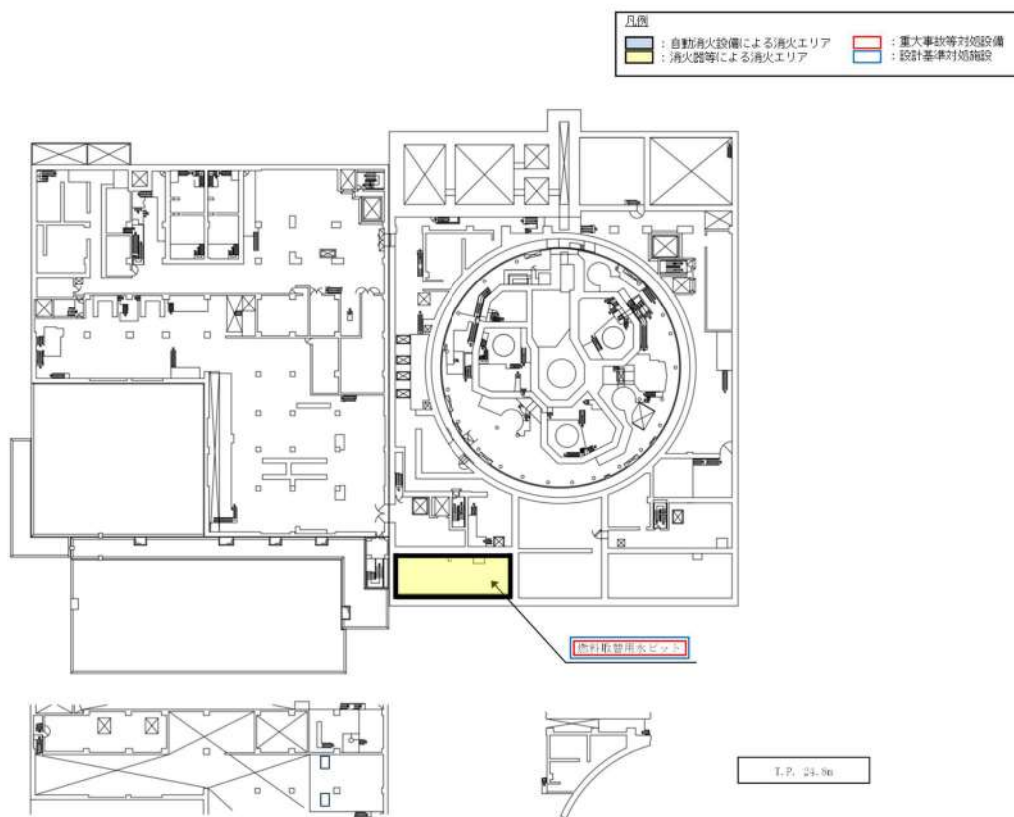 凡例
：自動消火設備による消火エリア
：重大事故等対処設備
：消火器等による消火エリア
：設計基準対処施設
燃料取替用水ピット
T.P. 24.8m